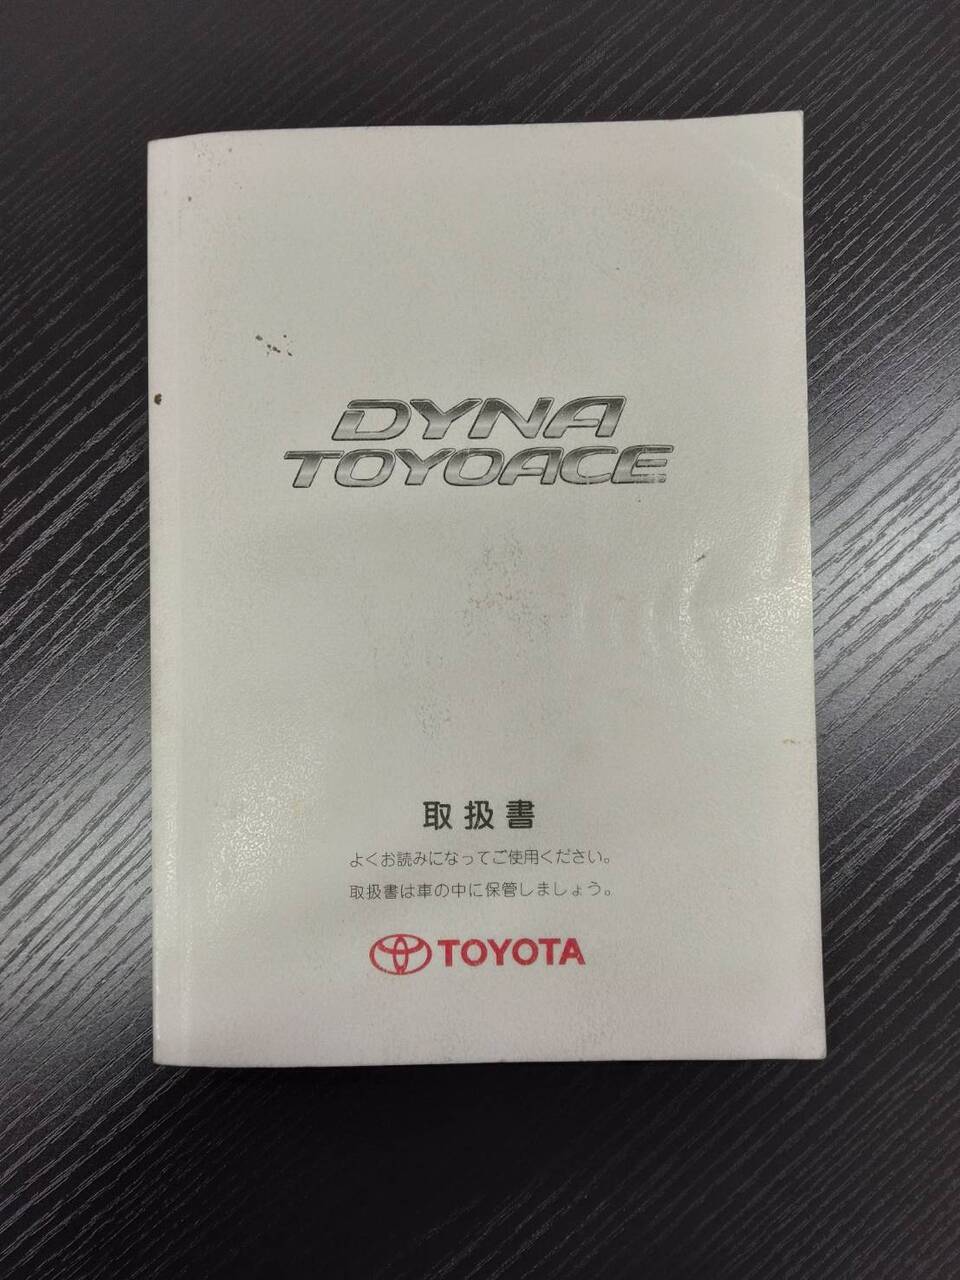 DYNA
TOYOACE
取扱書
よくお読みになってご使用ください。
取扱書は車の中に保管しましょう。
TOYOTA